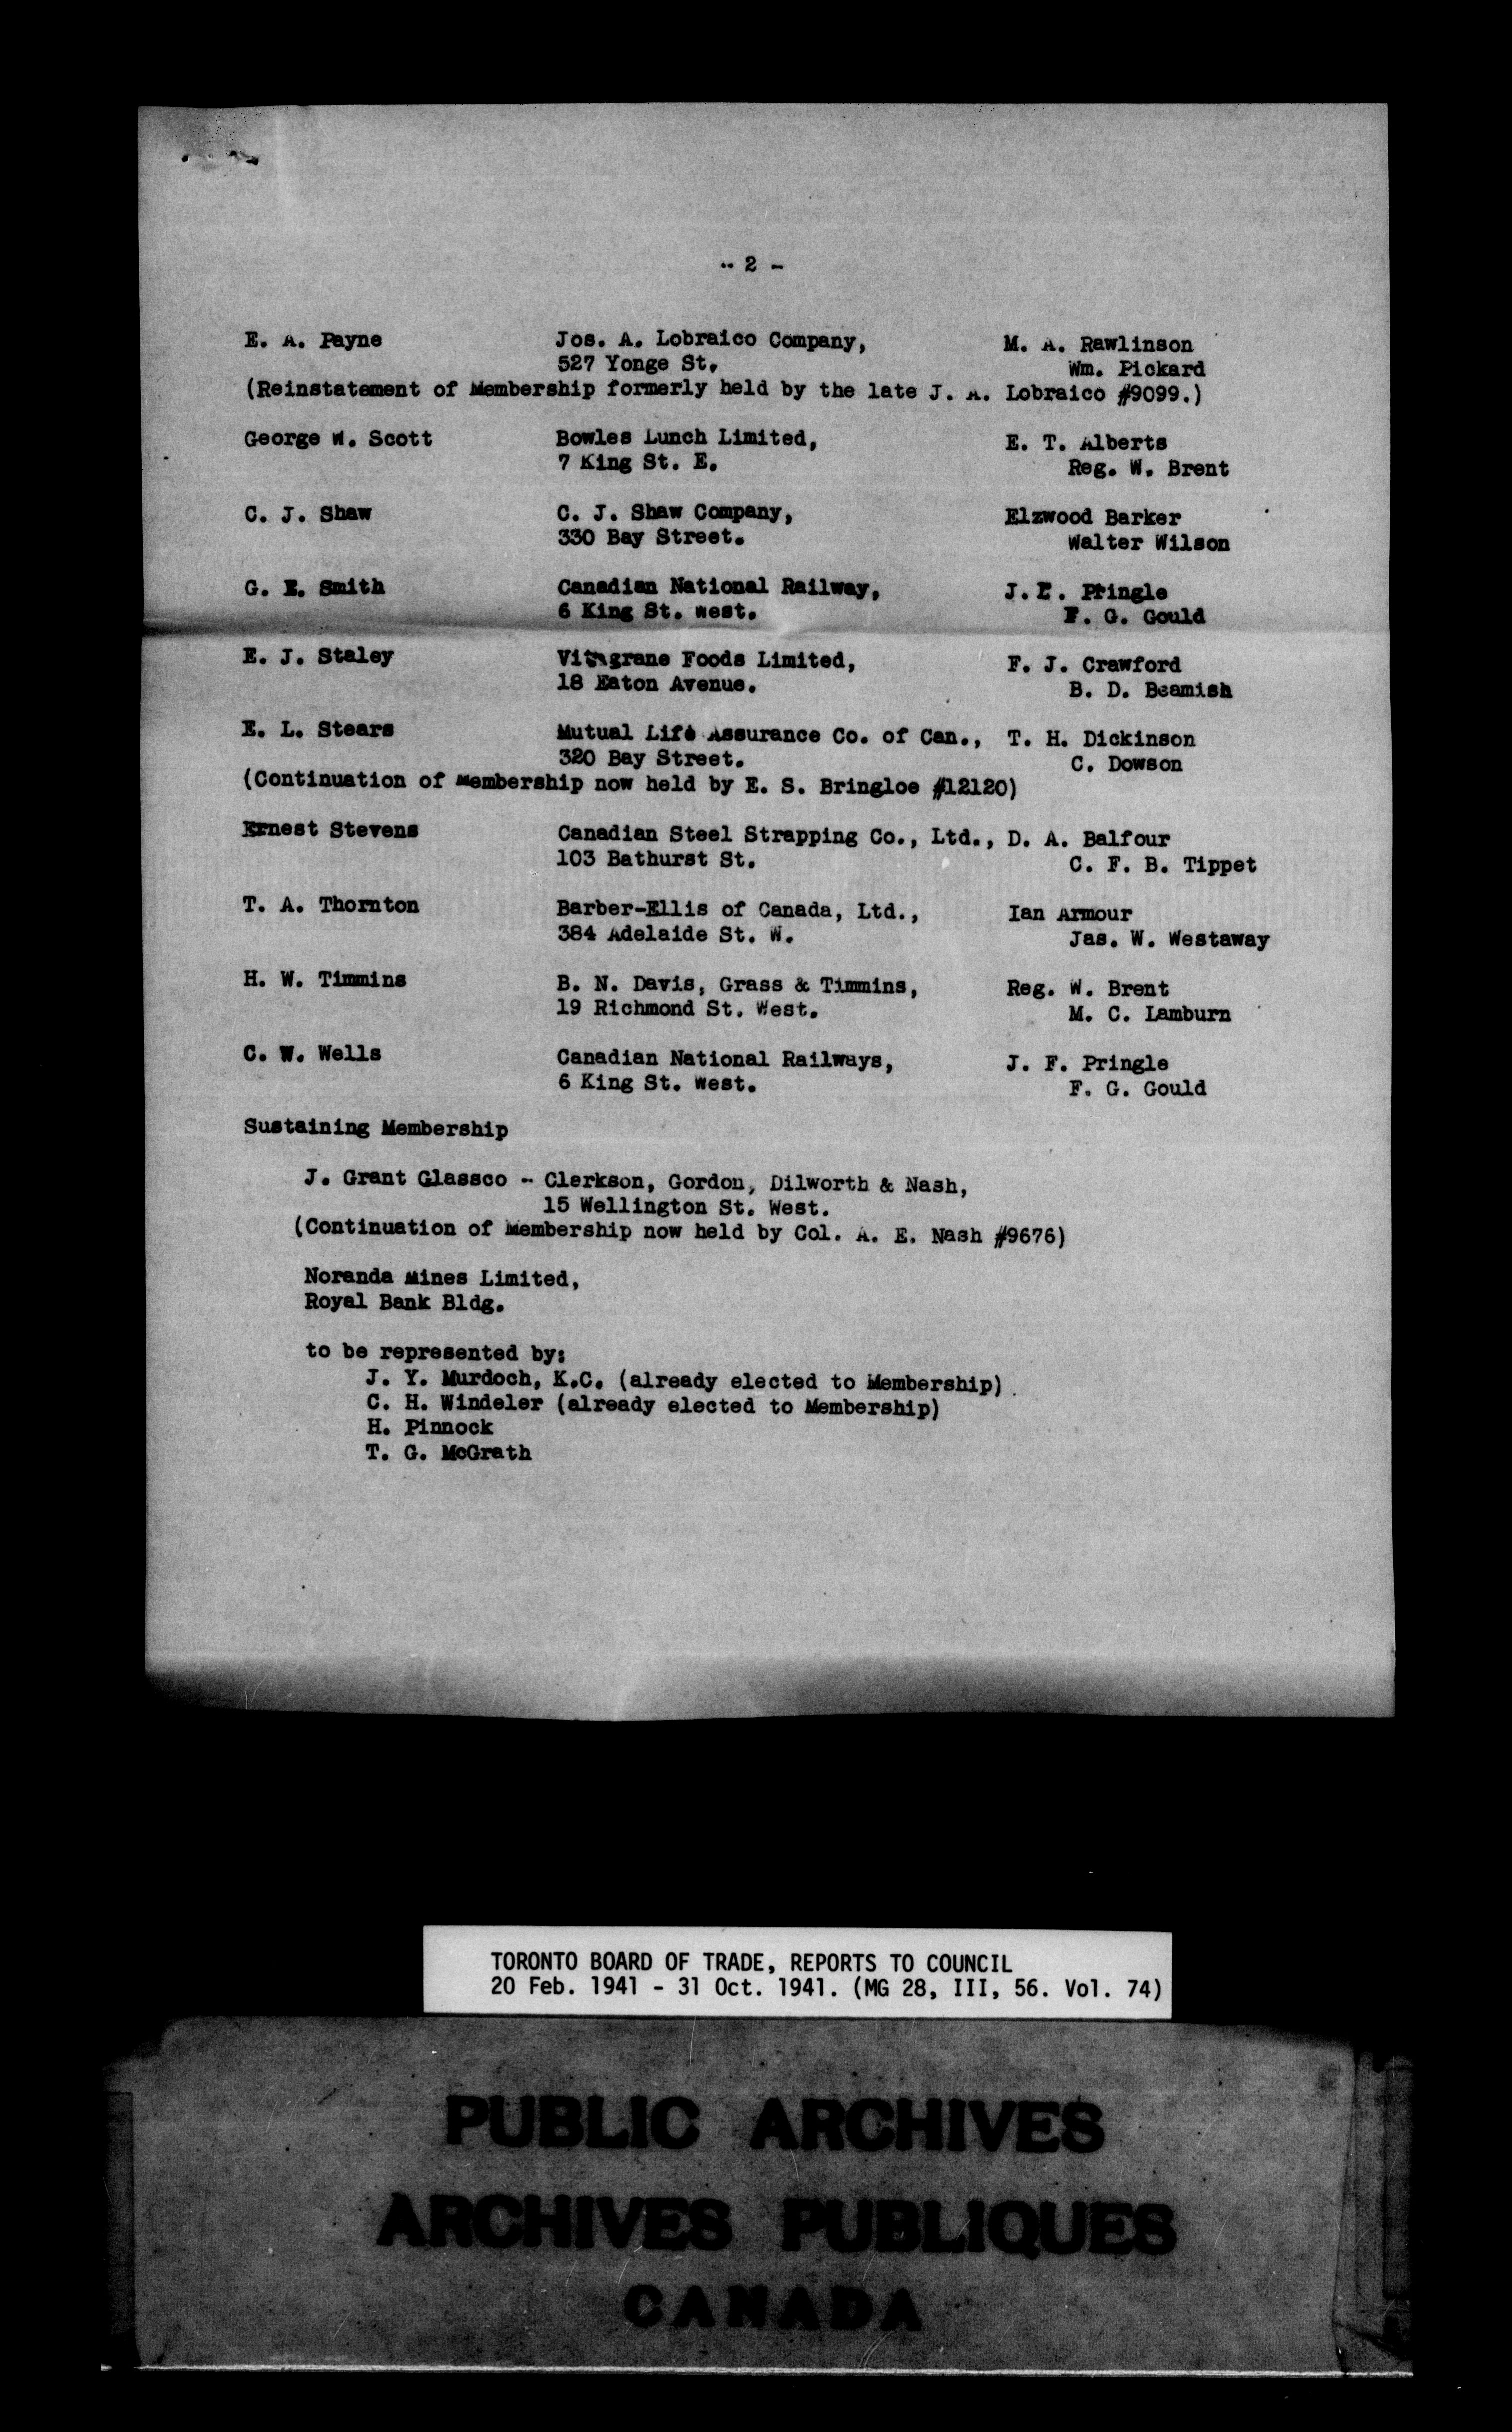 - 2 -
E. A. Payne Jos. A. Lobraico Company, M. A. Rawlinson
527 Yonge St. Wm. Pickard
(Reinstatement of Membership formerly held by the late J. A. Lobraico #9099.)
George W. Scott Bowles Lunch Limited, E. T. Alberts
7 King St. E. Reg. W. Brent
C. J. Shaw C. J. Shaw Company, Elzwood Barker
330 Bay Street. Walter Wilson
G. E. Smith Canadian National Railway, J. E. Pringle
6 King St. West. F. G. Gould
E. J. Staley Vitagrane Foods Limited, F. J. Crawford
18 Eaton Avenue. B. D. Beamish
E. L. Stears Mutual Life Assurance Co. of Can., T. H. Dickinson
320 Bay Street. C. Dowson
(Continuation of Membership now held by E. S. Bringloe #12120)
Ernest Stevens Canadian Steel Strapping Co., Ltd., D. A. Balfour
103 Bathurst St. C. F. B. Tippet
T. A. Thornton Barber-Ellis of Canada, Ltd., Ian Armour
384 Adelaide St. W. Jas. W. Westaway
H. W. Timmins B. N. Davis, Grass & Timmins, Reg. W. Brent
19 Richmond St. West. M. C. Lamburn
C. W. Wells Canadian National Railways, J. F. Pringle
6 King St. West. F. G. Gould
Sustaining Membership
J. Grant Glassco - Clerkson, Gordon, Dilworth & Nash,
15 Wellington St. West.
(Continuation of Membership now held by Col. A. E. Nash #9676)
Noranda Mines Limited,
Royal Bank Bldg.
to be represented by:
J. Y. Murdoch, K.C. (already elected to Membership)
C. H. Windeler (already elected to Membership)
H. Pinnock
T. G. McGrath
TORONTO BOARD OF TRADE, REPORTS TO COUNCIL
20 Feb. 1941 - 31 Oct. 1941. (MG 28, III, 56. Vol. 74)
PUBLIC ARCHIVES
ARCHIVES PUBLIQUES
CANADA